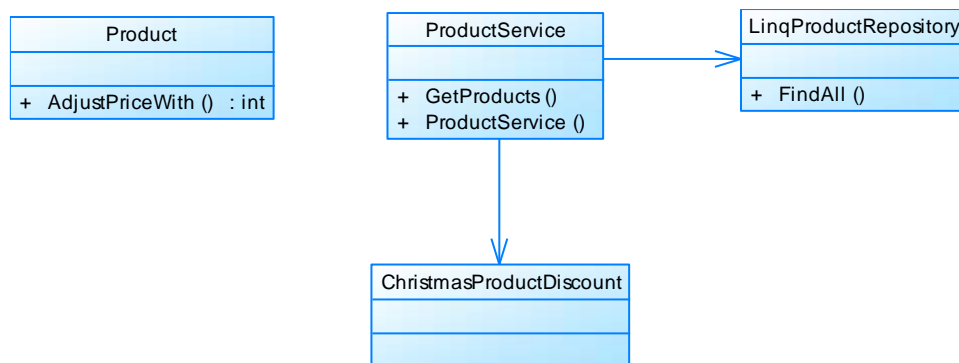 Product
+ AdjustPriceWith () : int
ProductService
+ GetProducts ()
+ ProductService ()
LinqProductRepository
+ FindAll ()
ChristmasProductDiscount